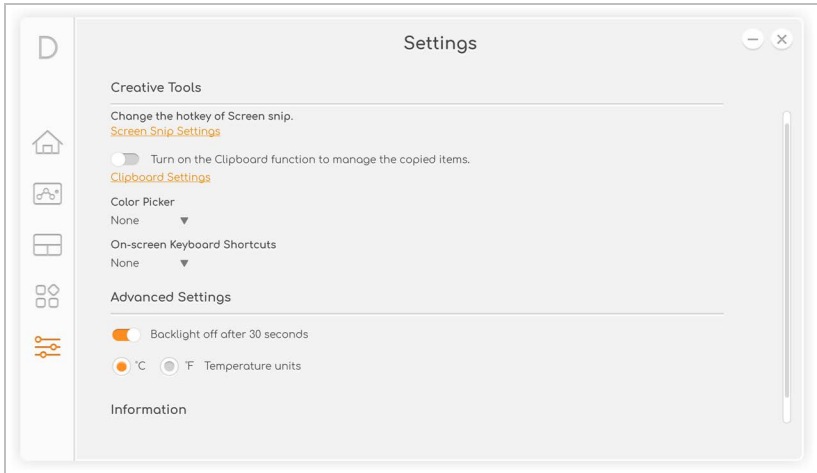 D
Settings
Creative Tools
Change the hotkey of Screen snip.
Screen Snip Settings
Turn on the Clipboard function to manage the copied items.
Clipboard Settings
Color Picker
None
On-screen Keyboard Shortcuts
None
Advanced Settings
Backlight off after 30 seconds
°C °F Temperature units
Information